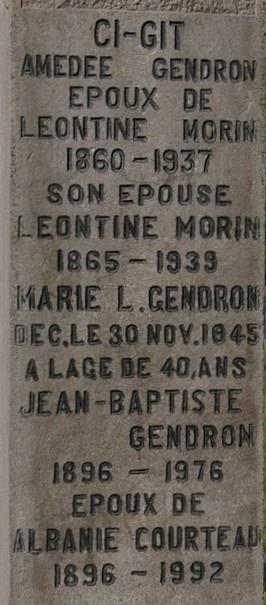 CI-GIT
AMEDEE GENDRON
EPOUX DE
LEONTINE MORIN
1860-1937
SON EPOUSE
LEONTINE MORIN
1865-1939
MARIE L. GENDRON
DEC. LE 30 NOV. 1845
A LAGE DE 40, ANS
JEAN-BAPTISTE
GENDRON
1896 - 1976
EPOUX DE
ALBANIE COURTEAU
1896 - 1992